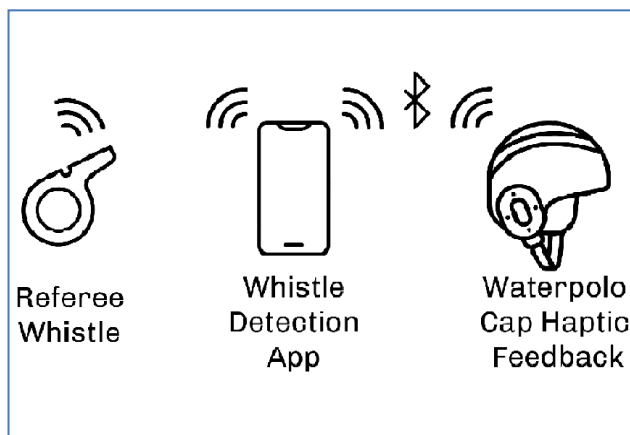 Referee
Whistle
Whistle
Detection
App
Waterpolo
Cap Haptic
Feedback